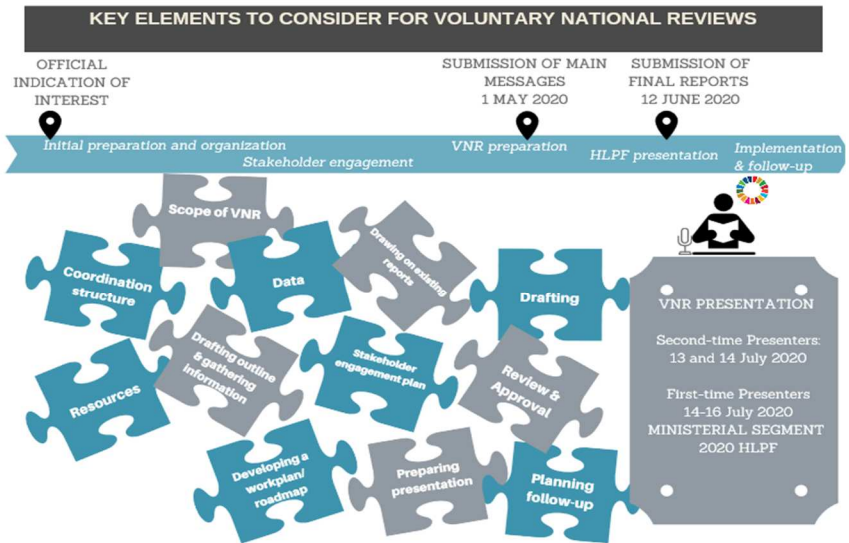 KEY ELEMENTS TO CONSIDER FOR VOLUNTARY NATIONAL REVIEWS
OFFICIAL
INDICATION OF
INTEREST
SUBMISSION OF MAIN
MESSAGES
1 MAY 2020
SUBMISSION OF
FINAL REPORTS
12 JUNE 2020
Initial preparation and organization
Stakeholder engagement
VNR preparation
HLPF presentation
Implementation
& follow-up
Scope of VNR
Coordination
structure
Data
Drawing on existing
reports
Drafting
Resources
Drafting outline
& gathering
information
Stakeholder
engagement plan
Review &
Approval
Developing a
workplan/
roadmap
Preparing
presentation
Planning
follow-up
VNR PRESENTATION
Second-time Presenters:
13 and 14 July 2020
First-time Presenters
14-16 July 2020
MINISTERIAL SEGMENT
2020 HLPF